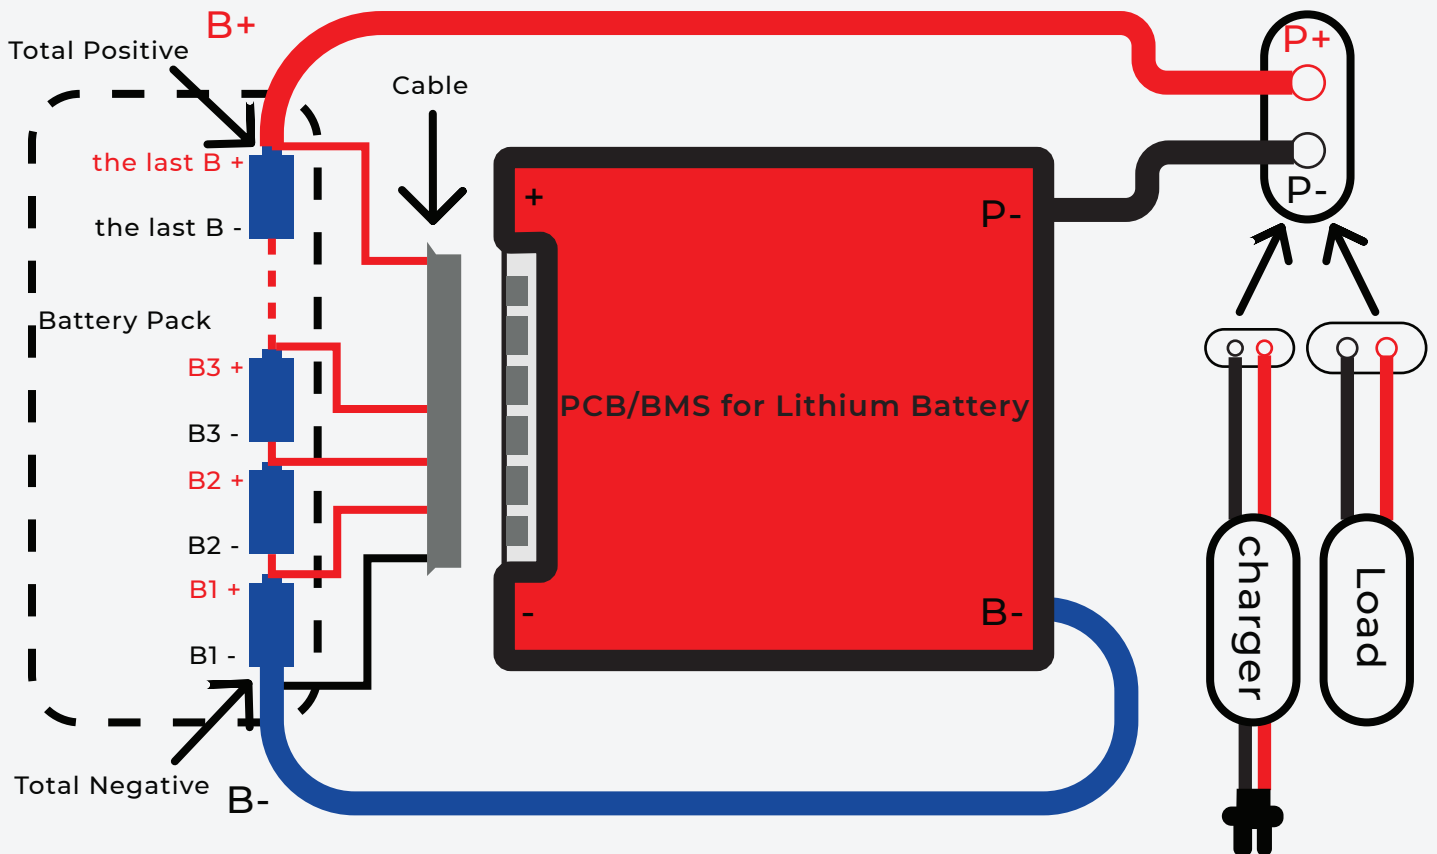 B+
Total Positive
P+
Cable
the last B +
+
P-
P-
the last B -
Battery Pack
B3 +
PCB/BMS for Lithium Battery
B3 -
B2 +
B2 -
B1 +
-
B-
B1 -
charger
Load
Total Negative
B-